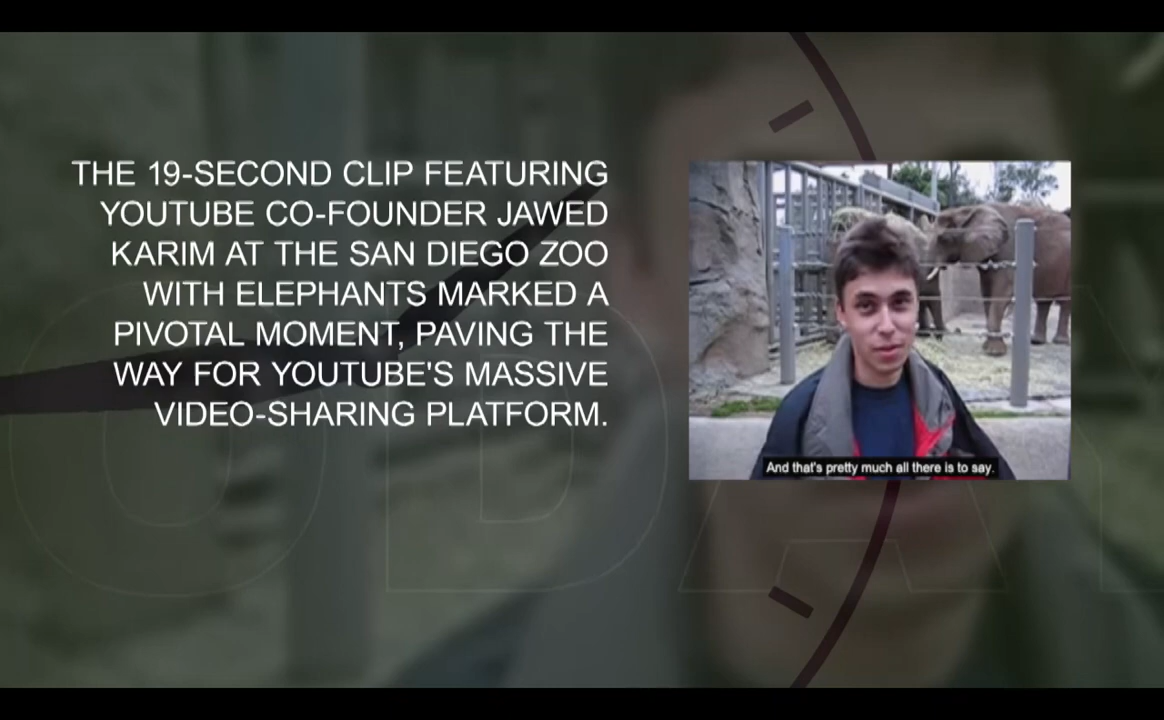 THE 19-SECOND CLIP FEATURING
YOUTUBE CO-FOUNDER JAWED
KARIM AT THE SAN DIEGO ZOO
WITH ELEPHANTS MARKED A
PIVOTAL MOMENT, PAVING THE
WAY FOR YOUTUBE'S MASSIVE
VIDEO-SHARING PLATFORM.
And that's pretty much all there is to say.